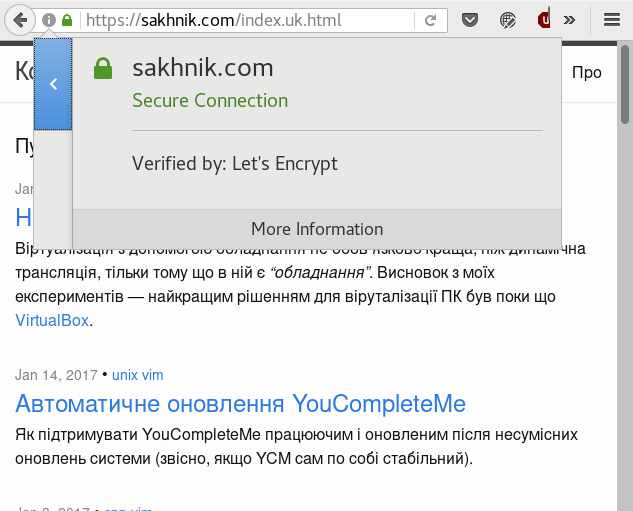 https://sakhnik.com/index.uk.html
sakhnik.com
Secure Connection
Verified by: Let's Encrypt
More Information
Про
Jan
Віртуалізація з допомогою обладнання не обов'язково краща, ніж динамічна
трансляція, тільки тому що в ній є “обладнання”. Висновок з моїх
експериментів — найкращим рішенням для віруталізації ПК був поки що
VirtualBox.
Jan 14, 2017 • unix vim
Автоматичне оновлення YouCompleteMe
Як підтримувати YouCompleteMe працюючим і оновленим після несумісних
оновлень системи (звісно, якщо YCM сам по собі стабільний).